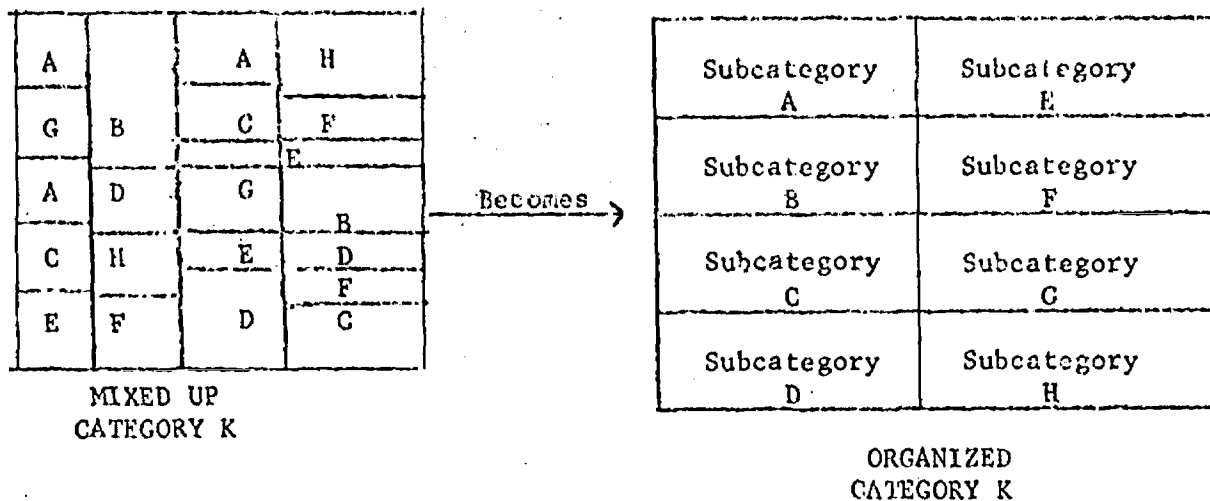 A A H
G B C F
E
A D G
B
C H E D
F
E F D G
MIXED UP
CATEGORY K
Becomes
Subcategory
A
Subcategory
E
Subcategory
B
Subcategory
F
Subcategory
C
Subcategory
G
Subcategory
D
Subcategory
H
ORGANIZED
CATEGORY K